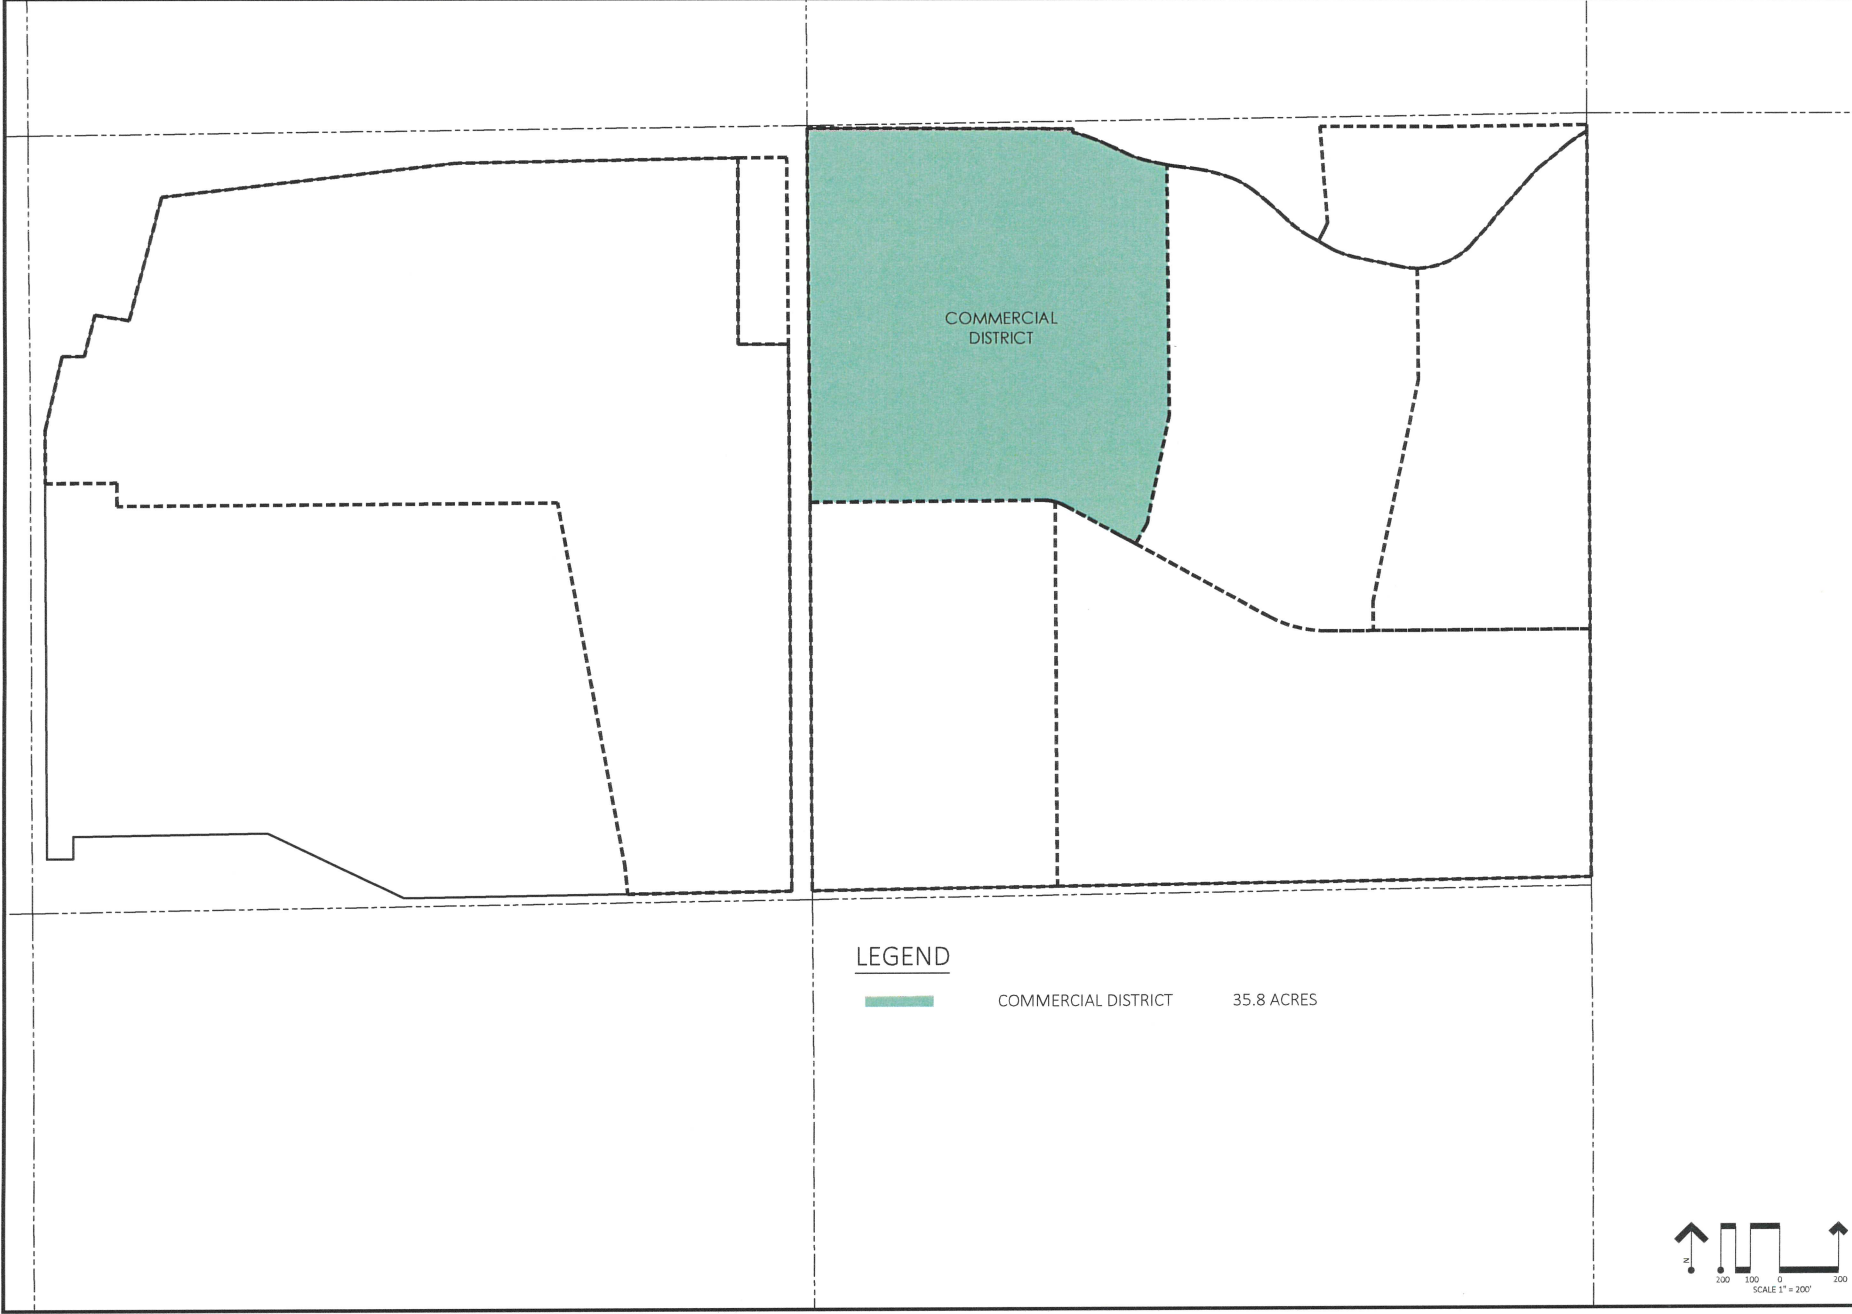 COMMERCIAL
DISTRICT
LEGEND
COMMERCIAL DISTRICT 35.8 ACRES
N
200 100 0 200
SCALE 1" = 200'